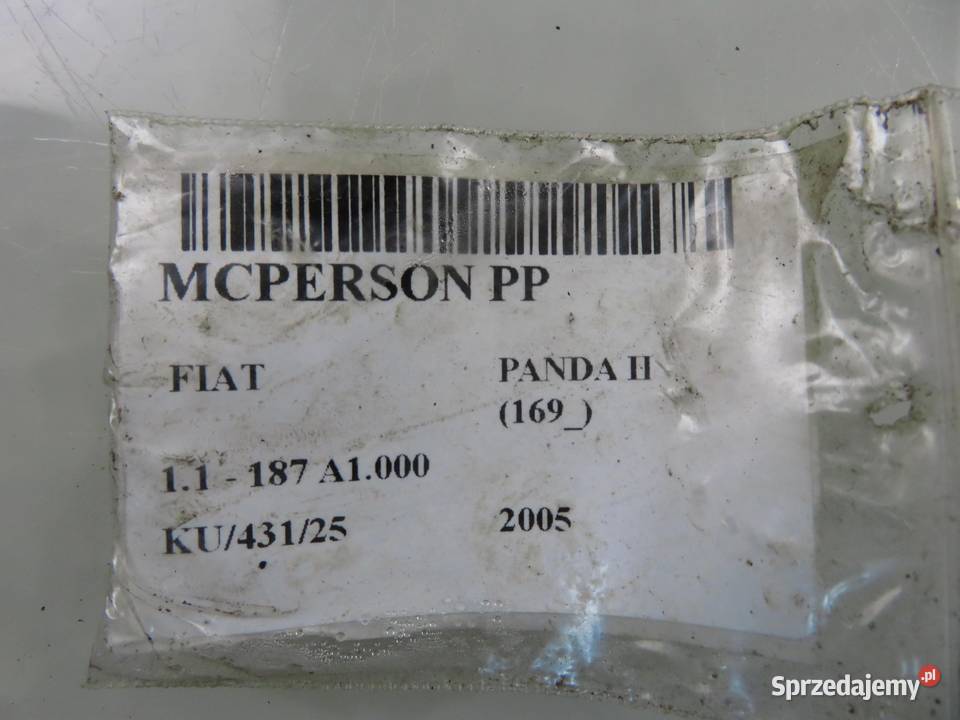 MCPERSON PP
FIAT
PANDA II
(169_)
1.1 - 187 A1.000
KU/431/25
2005
Sprzedajemy.pl